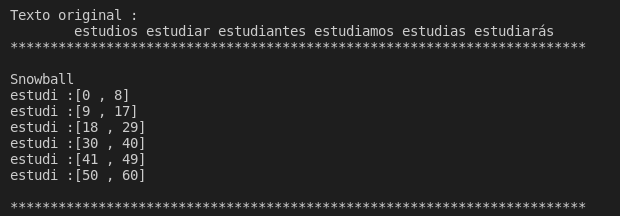 Texto original :
estudios estudiar estudiantes estudiamos estudias estudiarás
************************************************************************
Snowball
estudi :[0 , 8]
estudi :[9 , 17]
estudi :[18 , 29]
estudi :[30 , 40]
estudi :[41 , 49]
estudi :[50 , 60]
************************************************************************